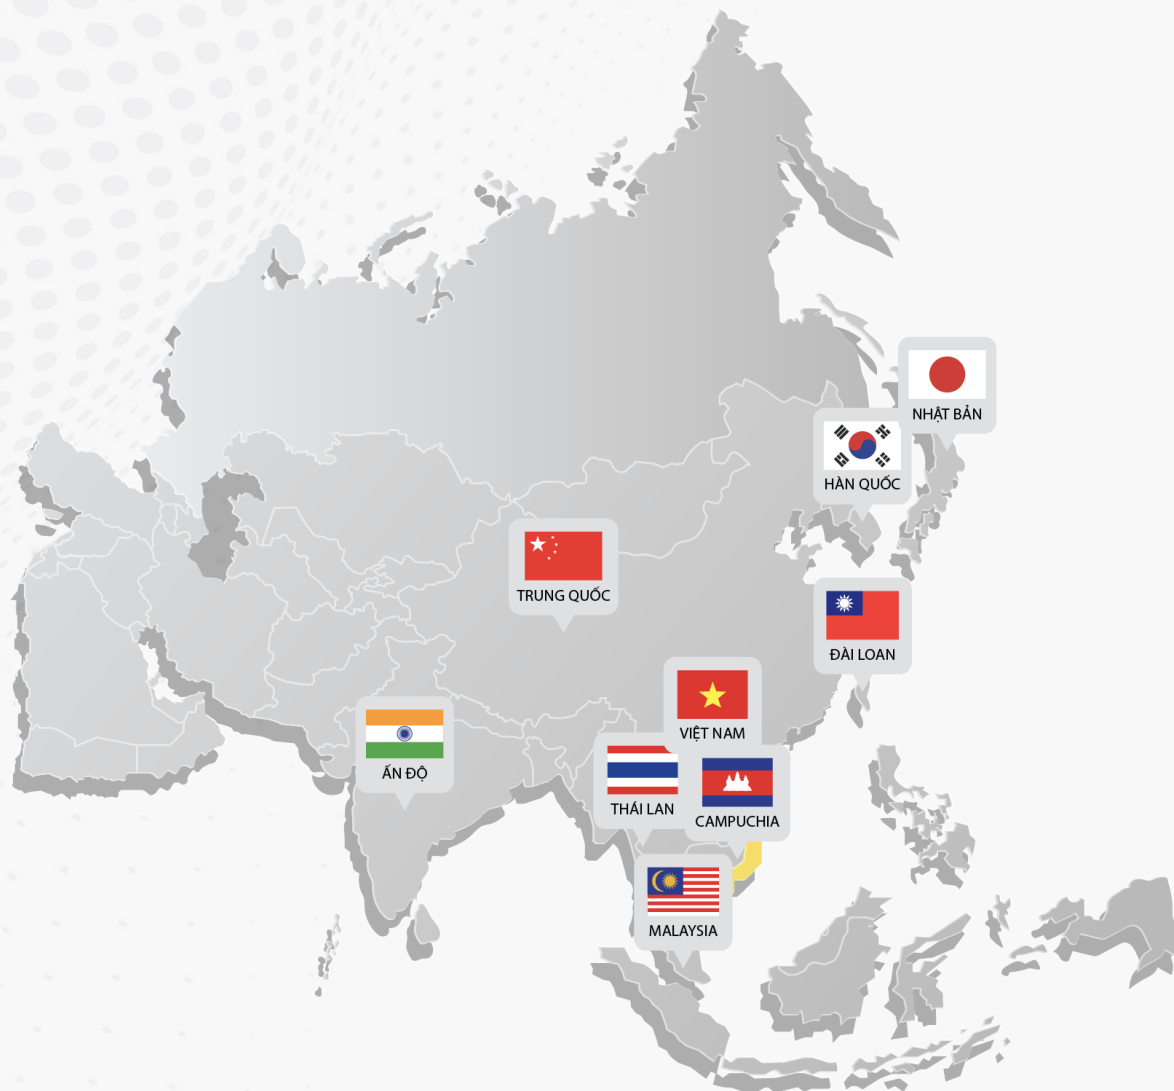 NHẬT BẢN
HÀN QUỐC
TRUNG QUỐC
ĐÀI LOAN
VIỆT NAM
ẤN ĐỘ
THÁI LAN
CAMPUCHIA
MALAYSIA